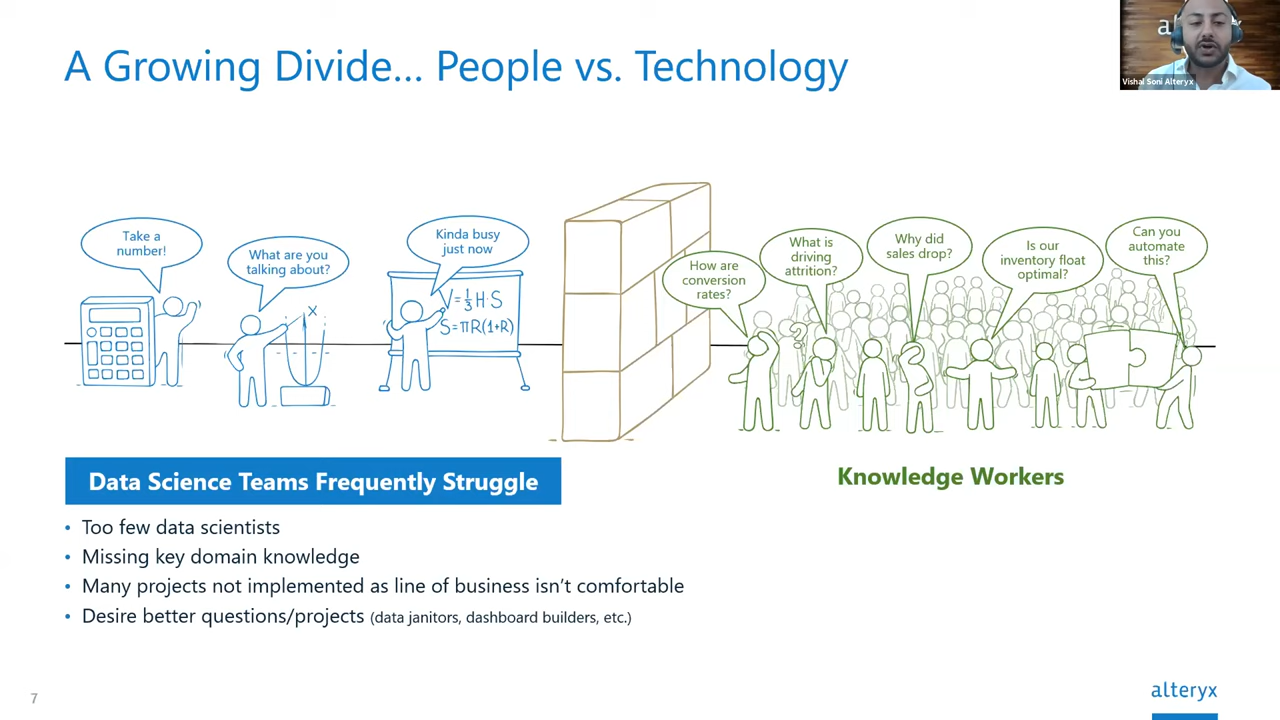 A Growing Divide... People vs. Technology
al
Vishal Soni Alteryx
Take a
number!
What are you
talking about?
Kinda busy
just now
V=⅓H·S
S=πR(1+R)
X
How are
conversion
rates?
What is
driving
attrition?
Why did
sales drop?
Is our
inventory float
optimal?
Can you
automate
this?
?
Data Science Teams Frequently Struggle
Knowledge Workers
• Too few data scientists
• Missing key domain knowledge
• Many projects not implemented as line of business isn't comfortable
• Desire better questions/projects (data janitors, dashboard builders, etc.)
7
alteryx